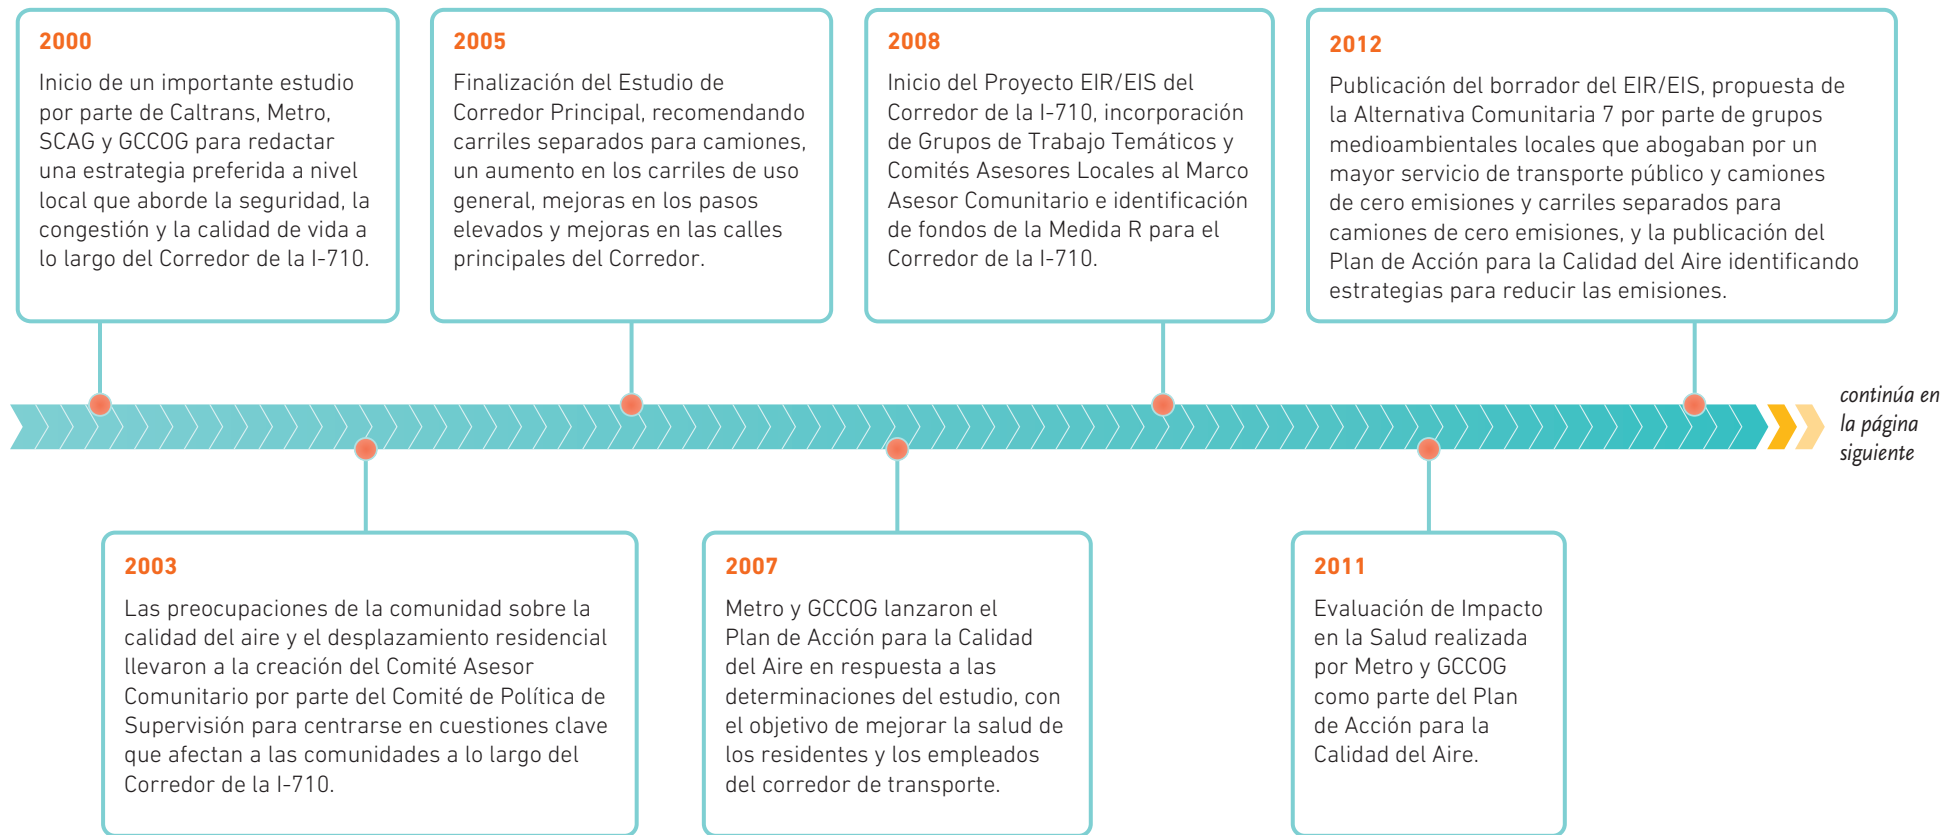 2000
Inicio de un importante estudio
por parte de Caltrans, Metro,
SCAG y GCCOG para redactar
una estrategia preferida a nivel
local que aborde la seguridad, la
congestión y la calidad de vida a
lo largo del Corredor de la I-710.
2005
Finalización del Estudio de
Corredor Principal, recomendando
carriles separados para camiones,
un aumento en los carriles de uso
general, mejoras en los pasos
elevados y mejoras en las calles
principales del Corredor.
2008
Inicio del Proyecto EIR/EIS del
Corredor de la I-710, incorporación
de Grupos de Trabajo Temáticos y
Comités Asesores Locales al Marco
Asesor Comunitario e identificación
de fondos de la Medida R para el
Corredor de la I-710.
2012
Publicación del borrador del EIR/EIS, propuesta de
la Alternativa Comunitaria 7 por parte de grupos
medioambientales locales que abogaban por un
mayor servicio de transporte público y camiones
de cero emisiones y carriles separados para
camiones de cero emisiones, y la publicación del
Plan de Acción para la Calidad del Aire identificando
estrategias para reducir las emisiones.
continúa en
la página
siguiente
2003
Las preocupaciones de la comunidad sobre la
calidad del aire y el desplazamiento residencial
llevaron a la creación del Comité Asesor
Comunitario por parte del Comité de Política de
Supervisión para centrarse en cuestiones clave
que afectan a las comunidades a lo largo del
Corredor de la I-710.
2007
Metro y GCCOG lanzaron el
Plan de Acción para la Calidad
del Aire en respuesta a las
determinaciones del estudio, con
el objetivo de mejorar la salud de
los residentes y los empleados
del corredor de transporte.
2011
Evaluación de Impacto
en la Salud realizada
por Metro y GCCOG
como parte del Plan
de Acción para la
Calidad del Aire.